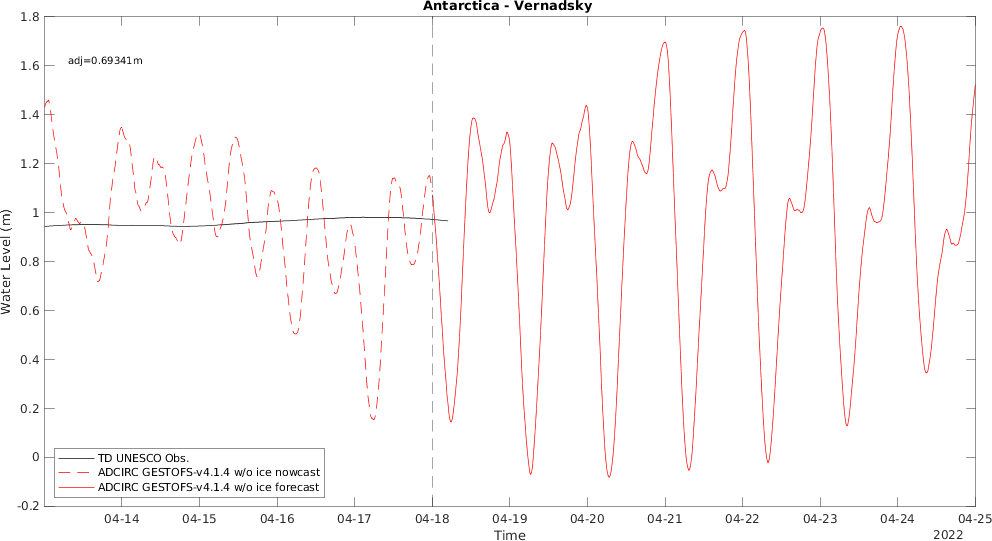 Antarctica - Vernadsky
1.8
1.6
1.4
1.2
1
0.8
0.6
0.4
0.2
0
-0.2
Water Level (m)
adj=0.69341m
TD UNESCO Obs.
ADCIRC GESTOFS-v4.1.4 w/o ice nowcast
ADCIRC GESTOFS-v4.1.4 w/o ice forecast
04-14 04-15 04-16 04-17 04-18 04-19 04-20 04-21 04-22 04-23 04-24 04-25
Time
2022